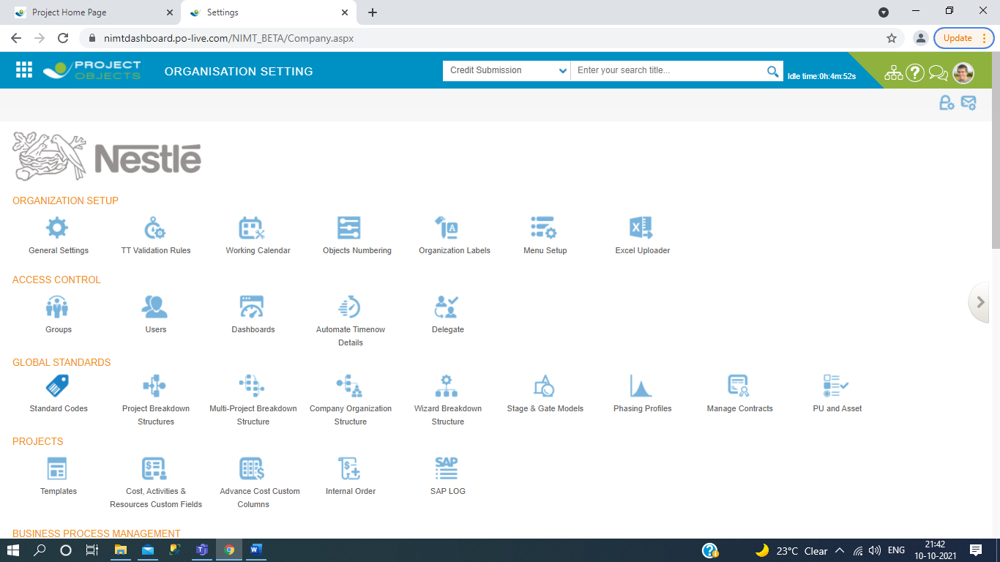 Project Home Page
Settings
nimtdashboard.po-live.com/NIMT_BETA/Company.aspx
Update
PROJECT
OBJECTS
ORGANISATION SETTING
Credit Submission
Enter your search title...
Idle time:0h:4m:52s
Nestlé
ORGANIZATION SETUP
General Settings
TT Validation Rules
Working Calendar
Objects Numbering
Organization Labels
Menu Setup
Excel Uploader
ACCESS CONTROL
Groups
Users
Dashboards
Automate Timenow
Details
Delegate
GLOBAL STANDARDS
Standard Codes
Project Breakdown
Structures
Multi-Project Breakdown
Structure
Company Organization
Structure
Wizard Breakdown
Structure
Stage & Gate Models
Phasing Profiles
Manage Contracts
PU and Asset
PROJECTS
Templates
Cost, Activities &
Resources Custom Fields
Advance Cost Custom
Columns
Internal Order
SAP
SAP LOG
BUSINESS PROCESS MANAGEMENT
23°C Clear
ENG
21:42
10-10-2021